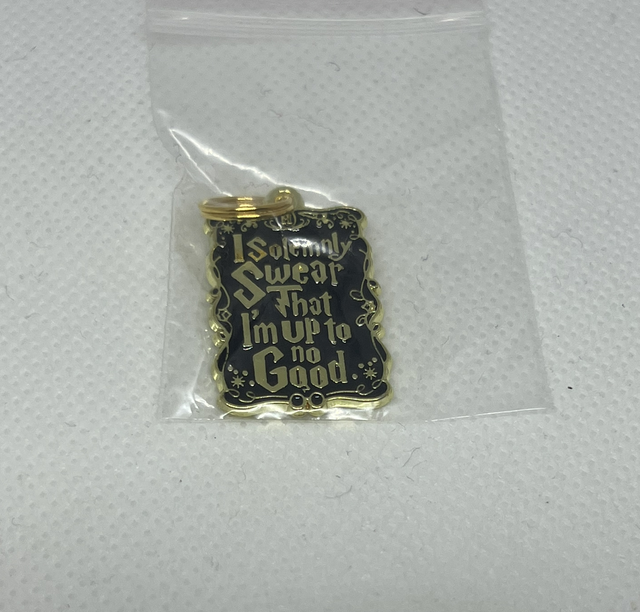 I Solemnly
Swear
That
I'm up to
no
Good